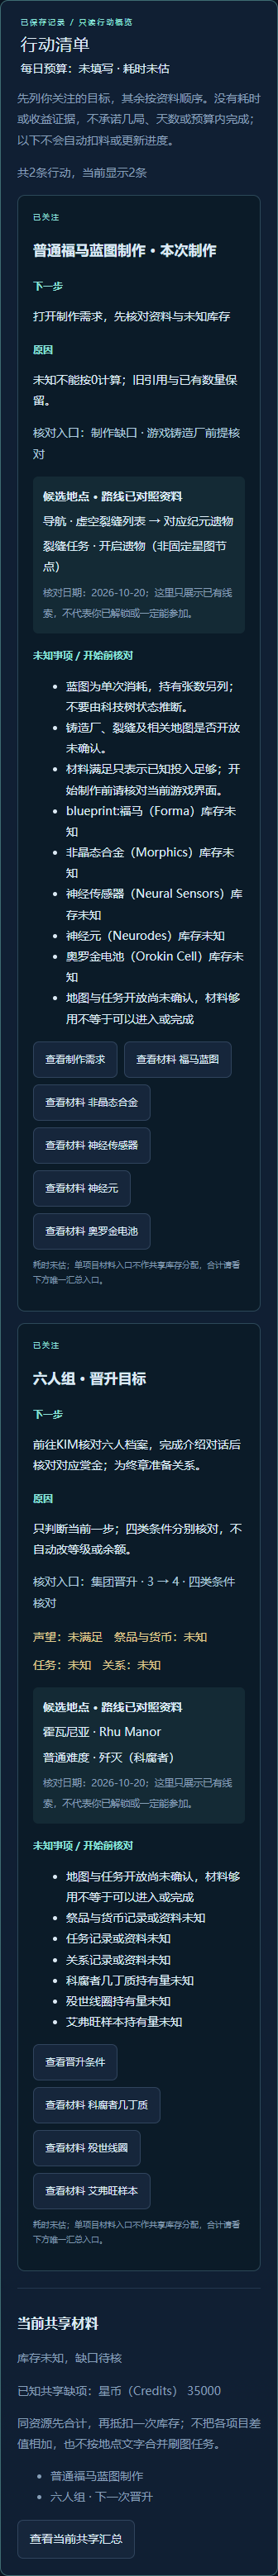 已保存记录 / 只读行动概览
行动清单
每日预算：未填写 · 耗时未估
先列你关注的目标，其余按资料顺序。没有耗时
或收益证据，不承诺几局、天数或预算内完成；
以下不会自动扣料或更新进度。
共2条行动，当前显示2条
已关注
普通福马蓝图制作 · 本次制作
下一步
打开制作需求，先核对资料与未知库存
原因
未知不能按0计算；旧引用与已有数量保
留。
核对入口：制作缺口 · 游戏铸造厂前提核
对
候选地点 · 路线已对照资料
导航 · 虚空裂缝列表 → 对应纪元遗物
裂缝任务 · 开启遗物（非固定星图节
点）
核对日期：2026-10-20；这里只展示已有线
索，不代表你已解锁或一定能参加。
未知事项 / 开始前核对
蓝图为单次消耗，持有张数另列；
不要由科技树状态推断。
铸造厂、裂缝及相关地图是否开放
未确认。
材料满足只表示已知投入足够；开
始制作前请核对当前游戏界面。
blueprint:福马（Forma）库存未
知
非晶态合金（Morphics）库存未
知
神经传感器（Neural Sensors）库
存未知
神经元（Neurodes）库存未知
奥罗金电池（Orokin Cell）库存未
知
地图与任务开放尚未确认，材料够
用不等于可以进入或完成
查看制作需求 查看材料 福马蓝图
查看材料 非晶态合金
查看材料 神经传感器
查看材料 神经元
查看材料 奥罗金电池
耗时未估；单项目材料入口不作共享库存分配，合计请看
下方唯一汇总入口。
已关注
六人组 · 晋升目标
下一步
前往KIM核对六人档案，完成介绍对话后
核对对应赏金；为终章准备关系。
原因
只判断当前一步；四类条件分别核对，不
自动改等级或余额。
核对入口：集团晋升 · 3 → 4 · 四类条件
核对
声望：未满足 祭品与货币：未知
任务：未知 关系：未知
候选地点 · 路线已对照资料
霍瓦尼亚 · Rhu Manor
普通难度 · 歼灭（科腐者）
核对日期：2026-10-20；这里只展示已有线
索，不代表你已解锁或一定能参加。
未知事项 / 开始前核对
地图与任务开放尚未确认，材料够
用不等于可以进入或完成
祭品与货币记录或资料未知
任务记录或资料未知
关系记录或资料未知
科腐者几丁质持有量未知
殁世线圈持有量未知
艾弗旺样本持有量未知
查看晋升条件
查看材料 科腐者几丁质
查看材料 殁世线圈
查看材料 艾弗旺样本
耗时未估；单项目材料入口不作共享库存分配，合计请看
下方唯一汇总入口。
当前共享材料
库存未知，缺口待核
已知共享缺项：星币（Credits） 35000
同资源先合计，再抵扣一次库存；不把各项目差
值相加，也不按地点文字合并刷图任务。
普通福马蓝图制作
六人组 · 下一次晋升
查看当前共享汇总